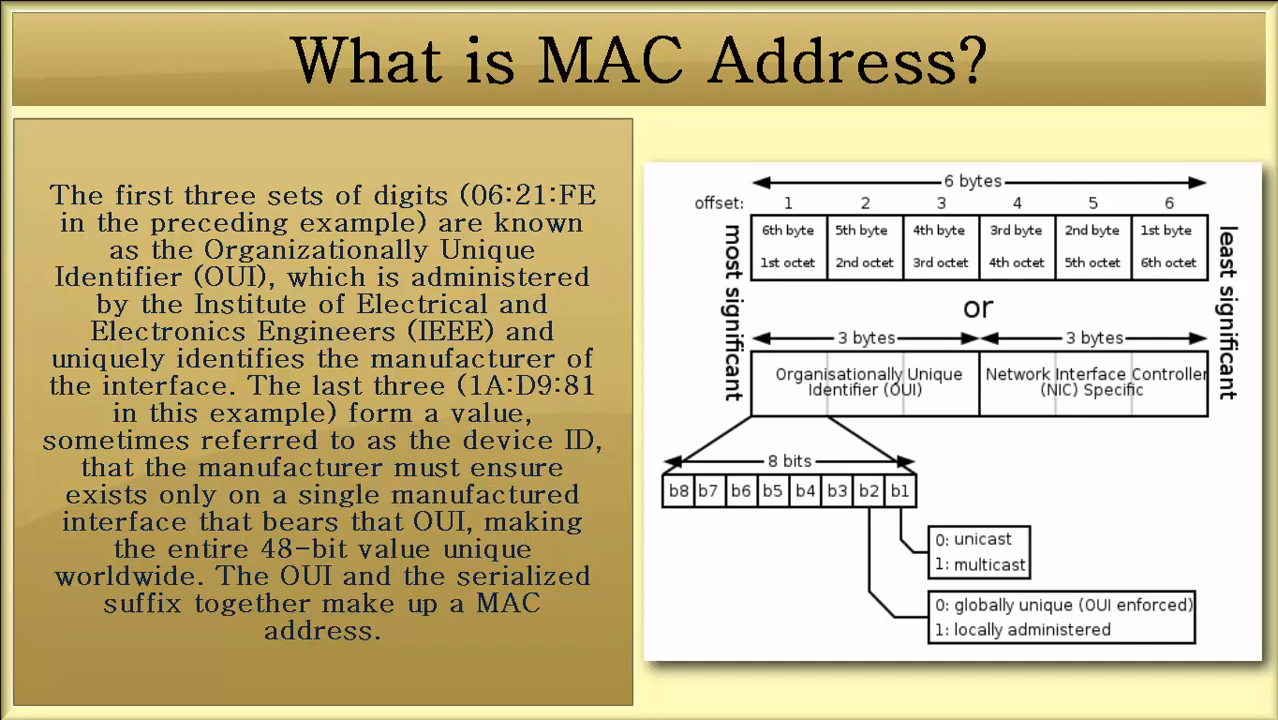 What is MAC Address?
The first three sets of digits (06:21:FE
in the preceding example) are known
as the Organizationally Unique
Identifier (OUI), which is administered
by the Institute of Electrical and
Electronics Engineers (IEEE) and
uniquely identifies the manufacturer of
the interface. The last three (1A:D9:81
in this example) form a value,
sometimes referred to as the device ID,
that the manufacturer must ensure
exists only on a single manufactured
interface that bears that OUI, making
the entire 48-bit value unique
worldwide. The OUI and the serialized
suffix together make up a MAC
address.
6 bytes
offset: 1 2 3 4 5 6
6th byte 5th byte 4th byte 3rd byte 2nd byte 1st byte
1st octet 2nd octet 3rd octet 4th octet 5th octet 6th octet
most significant
least significant
or
3 bytes 3 bytes
Organisationally Unique
Identifier (OUI)
Network Interface Controller
(NIC) Specific
8 bits
b8 b7 b6 b5 b4 b3 b2 b1
0: unicast
1: multicast
0: globally unique (OUI enforced)
1: locally administered